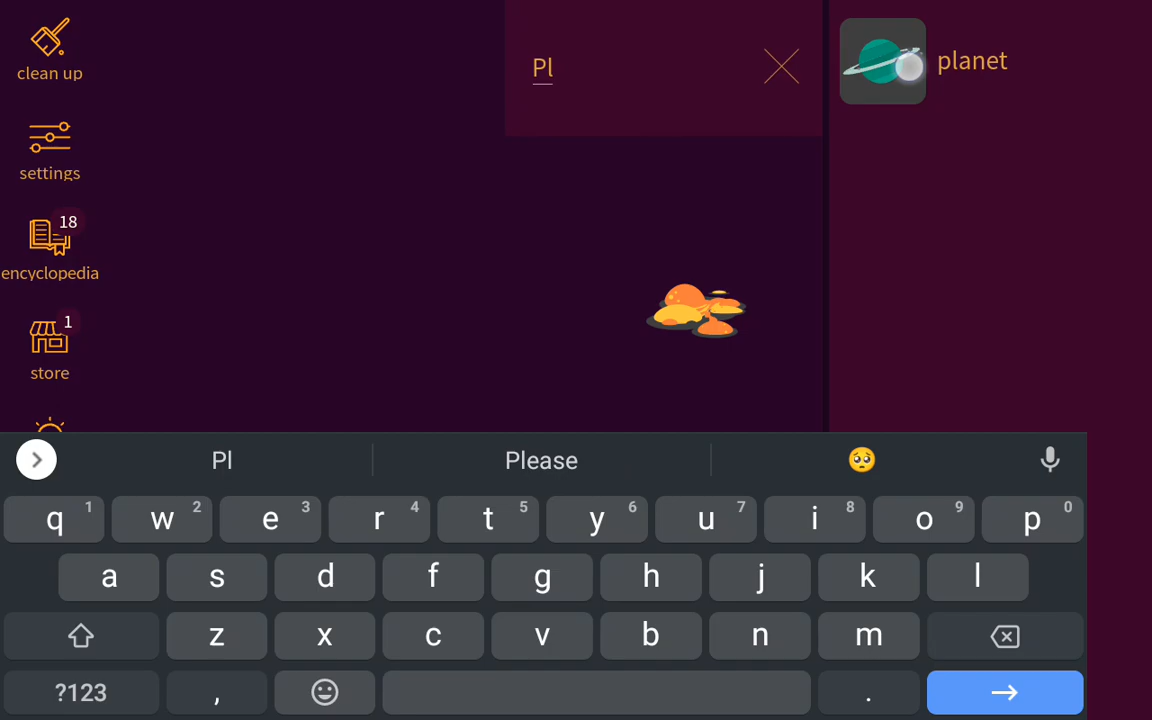 clean up
settings
18
encyclopedia
1
store
Pl
planet
Pl Please 🥺
q 1 w 2 e 3 r 4 t 5 y 6 u 7 i 8 o 9 p 0
a s d f g h j k l
z x c v b n m
?123 , .